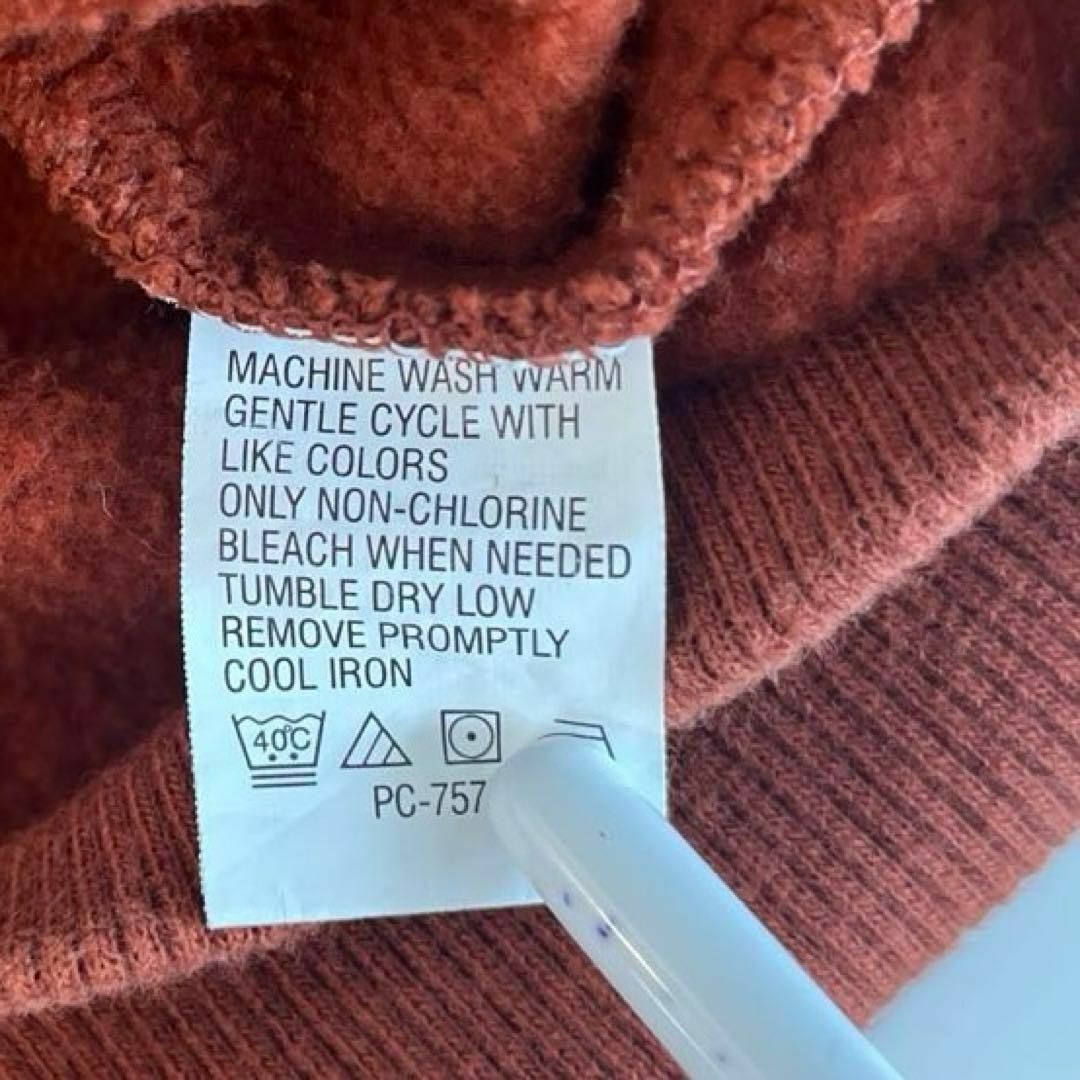 MACHINE WASH WARM
GENTLE CYCLE WITH
LIKE COLORS
ONLY NON-CHLORINE
BLEACH WHEN NEEDED
TUMBLE DRY LOW
REMOVE PROMPTLY
COOL IRON
40°C
PC-757